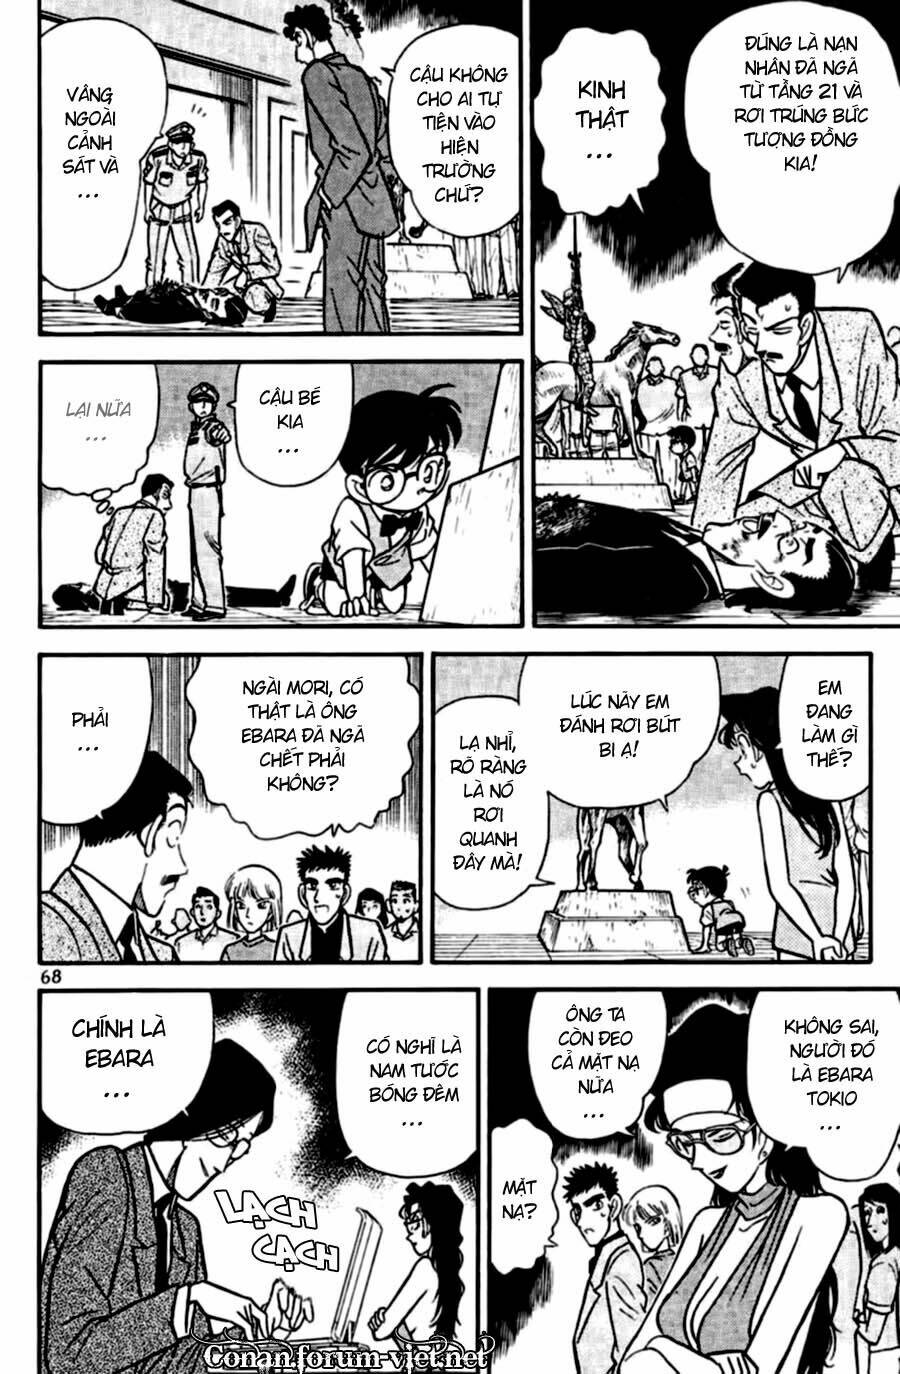 ĐÚNG LÀ NẠN
NHÂN ĐÃ NGÃ
TỪ TẦNG 21 VÀ
RƠI TRÚNG BỨC
TƯỢNG ĐỒNG
KIA!
KINH
THẬT
...
CẬU KHÔNG
CHO AI TỰ
TIỆN VÀO
HIỆN
TRƯỜNG
CHỨ?
VÂNG
NGOÀI
CẢNH
SÁT VÀ
...
CẬU BÉ
KIA
...
LẠI NỮA
...
EM
ĐANG
LÀM GÌ
THẾ?
LÚC NÃY EM
ĐÁNH RƠI BÚT
BI Ạ!
LẠ NHỈ,
RÕ RÀNG
LÀ NÓ
RƠI
QUANH
ĐÂY MÀ!
NGÀI MORI, CÓ
THẬT LÀ ÔNG
EBARA ĐÃ NGÃ
CHẾT PHẢI
KHÔNG?
PHẢI
...
68
KHÔNG SAI,
NGƯỜI ĐÓ
LÀ EBARA
TOKIO
...
ÔNG TA
CÒN ĐEO
CẢ MẶT NẠ
NỮA
...
MẶT
NẠ?
CÓ NGHĨ LÀ
NAM TƯỚC
BÓNG ĐÊM
...
CHÍNH LÀ
EBARA
...
LẠCH
CẠCH
Conan.forum-viet.net